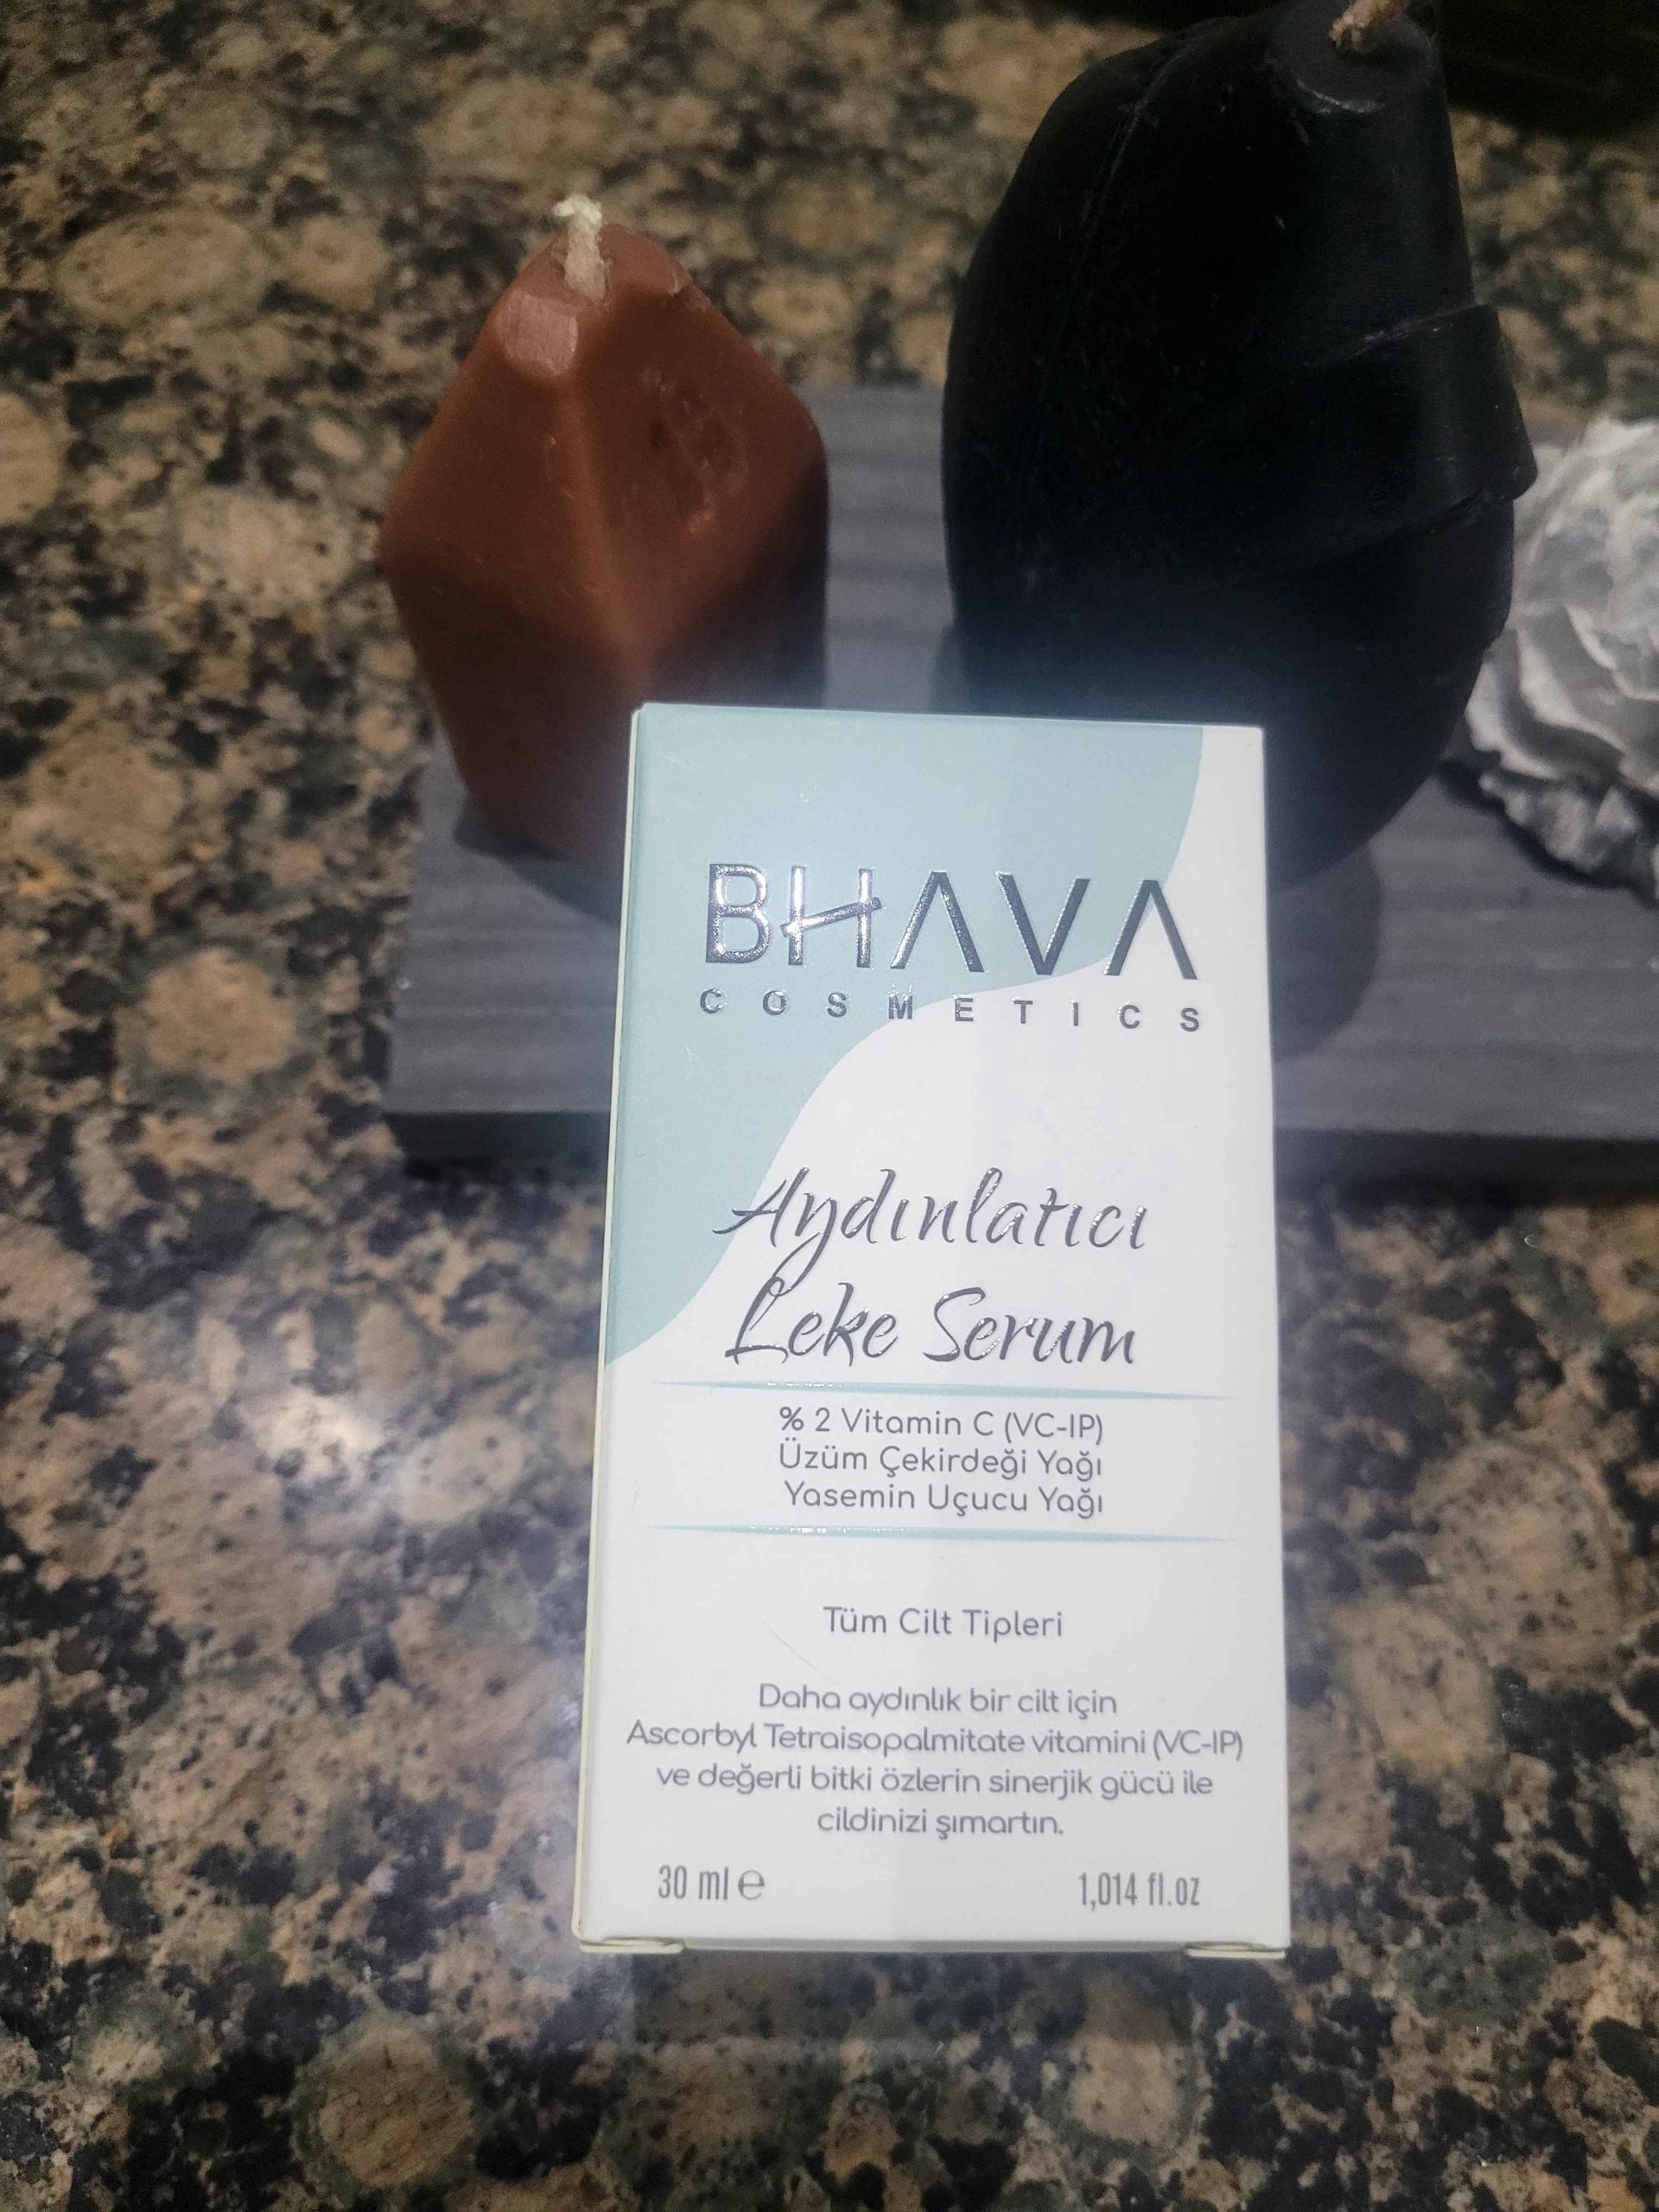 BHAVA
COSMETICS
Aydınlatıcı
Leke Serum
% 2 Vitamin C (VC-IP)
Üzüm Çekirdeği Yağı
Yasemin Uçucu Yağı
Tüm Cilt Tipleri
Daha aydınlık bir cilt için
Ascorbyl Tetraisopalmitate vitamini (VC-IP)
ve değerli bitki özlerin sinerjik gücü ile
cildinizi şımartın.
30 ml ℮ 1,014 fl.oz